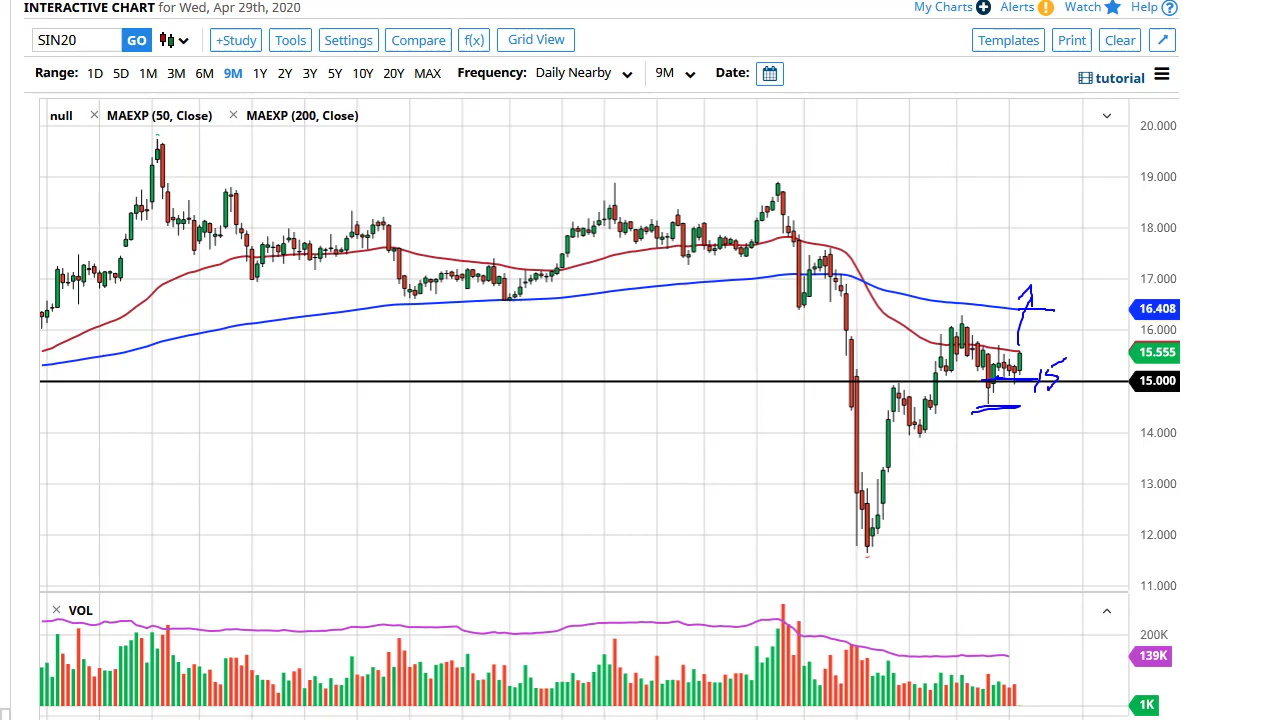 INTERACTIVE CHART for Wed, Apr 29th, 2020 My Charts Alerts Watch Help
SIN20 GO +Study Tools Settings Compare f(x) Grid View Templates Print Clear
Range: 1D 5D 1M 3M 6M 9M 1Y 2Y 3Y 5Y 10Y 20Y MAX Frequency: Daily Nearby 9M Date: tutorial
null × MAEXP (50, Close) × MAEXP (200, Close)
20.000
19.000
18.000
17.000
16.408
16.000
15.555
15.000
15
14.000
13.000
12.000
11.000
× VOL
200K
139K
1K